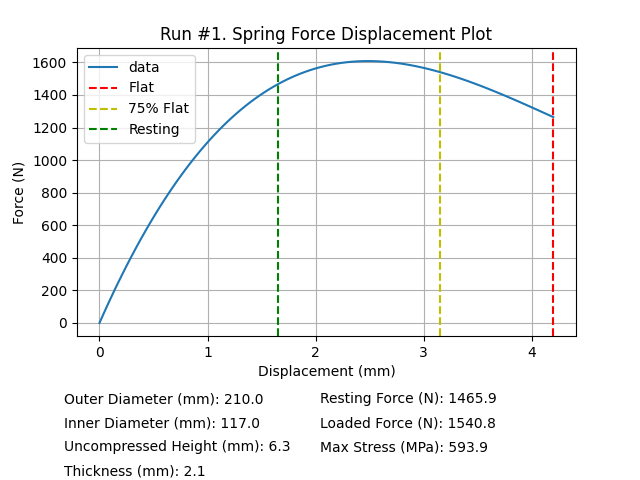 Run #1. Spring Force Displacement Plot
data
Flat
75% Flat
Resting
Force (N)
1600
1400
1200
1000
800
600
400
200
0
0 1 2 3 4
Displacement (mm)
Outer Diameter (mm): 210.0
Inner Diameter (mm): 117.0
Uncompressed Height (mm): 6.3
Thickness (mm): 2.1
Resting Force (N): 1465.9
Loaded Force (N): 1540.8
Max Stress (MPa): 593.9